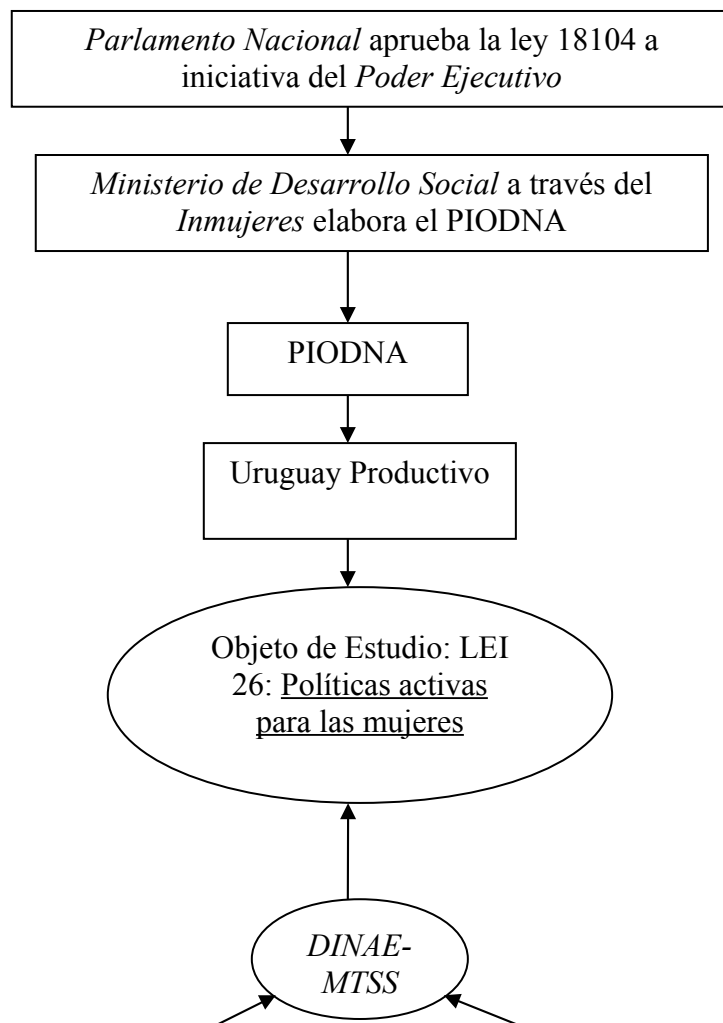 Parlamento Nacional aprueba la ley 18104 a
iniciativa del Poder Ejecutivo
Ministerio de Desarrollo Social a través del
Inmujeres elabora el PIODNA
PIODNA
Uruguay Productivo
Objeto de Estudio: LEI
26: Políticas activas
para las mujeres
DINAE-
MTSS